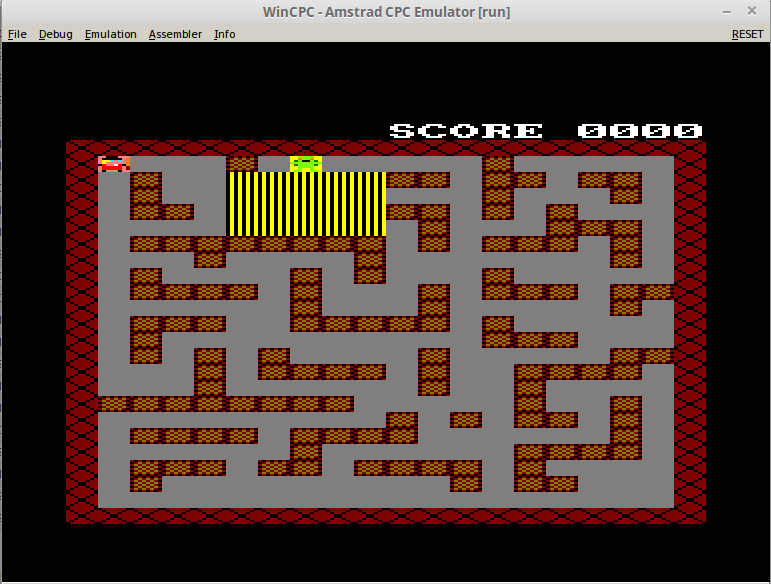 WinCPC - Amstrad CPC Emulator [run]
File Debug Emulation Assembler Info RESET
SCORE 0000